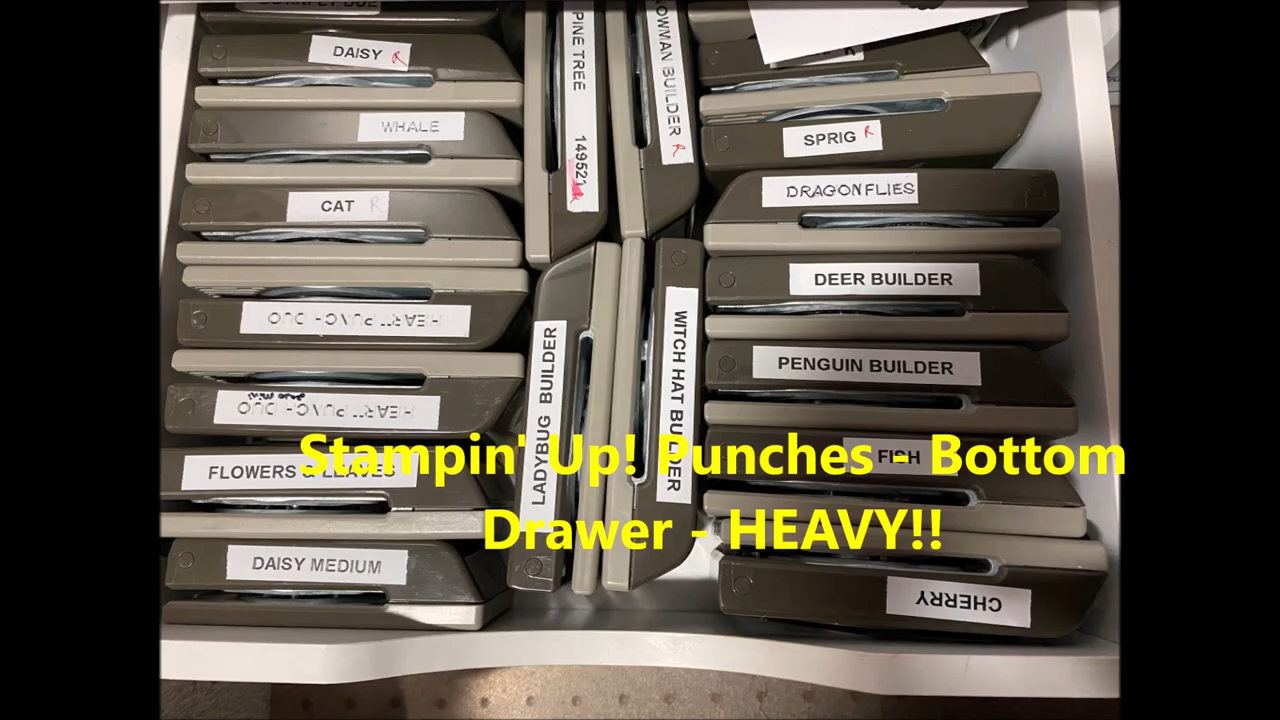 DAISY R
WHALE
CAT R
HEART PUNCH DUO
HEART PUNCH DUO
FLOWERS & LEAVES
DAISY MEDIUM
PINE TREE 149521
BUILDER R
LADYBUG BUILDER
WITCH HAT BUILDER
R
SPRIG R
DRAGONFLIES
DEER BUILDER
PENGUIN BUILDER
FISH
CHERRY
Stampin' Up! Punches - Bottom
Drawer - HEAVY!!